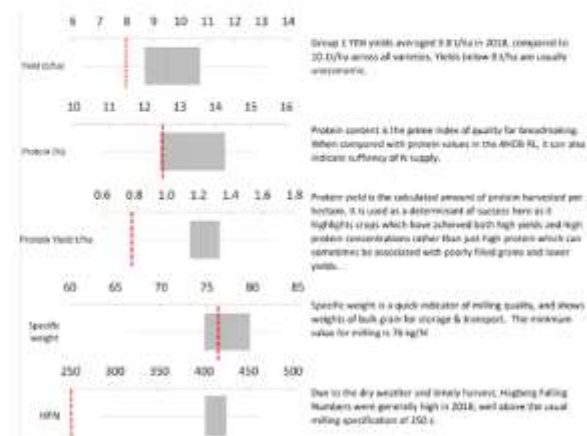 6 7 8 9 10 11 12 13 14
Yield (t/ha)
Group 1 YEN yields averaged 9.8 t/ha in 2018, compared to
10.1t/ha across all varieties. Yields below 8 t/ha are usually
uneconomic.
10 11 12 13 14 15 16
Protein (%)
Protein content is the prime index of quality for breadmaking.
When compared with protein values in the AHDB RL, it can also
indicate suffiency of N supply.
0.6 0.8 1.0 1.2 1.4 1.6 1.8
Protein Yield t/ha
Protein yield is the calculated amount of protein harvested per
hectare. It is used as a determinant of success here as it
highlights crops which have achieved both high yields and high
protein concentrations rather than just high protein which can
sometimes be associated with poorly filled grains and lower
yields.
60 65 70 75 80 85
Specific
weight
Specific weight is a quick indicator of milling quality, and shows
weights of bulk grain for storage & transport. The minimum
value for milling is 76 kg/hl
250 300 350 400 450 500
HFN
Due to the dry weather and timely harvest, Hagberg Falling
Numbers were generally high in 2018, well above the usual
milling specification of 250 s